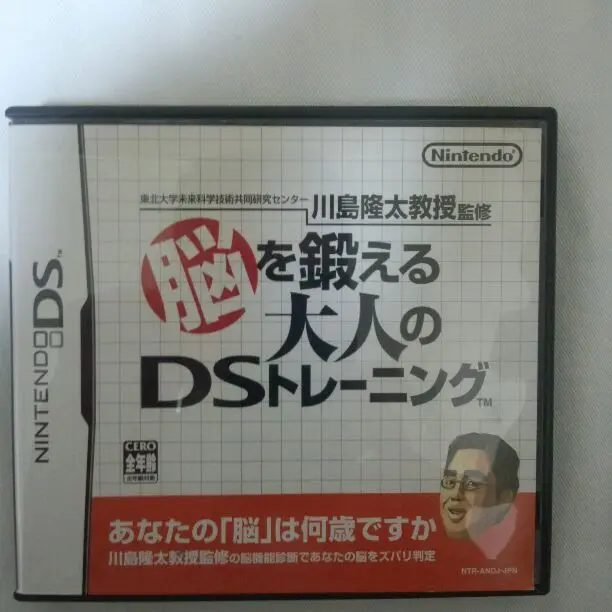 Nintendo
東北大学未来科学技術共同研究センター 川島隆太教授監修
脳を鍛える
大人の
DSトレーニング™
NINTENDO DS™
CERO
全年齢
あなたの「脳」は何歳ですか
川島隆太教授監修の脳機能診断であなたの脳をズバリ判定
NTR-ANDJ-JPN